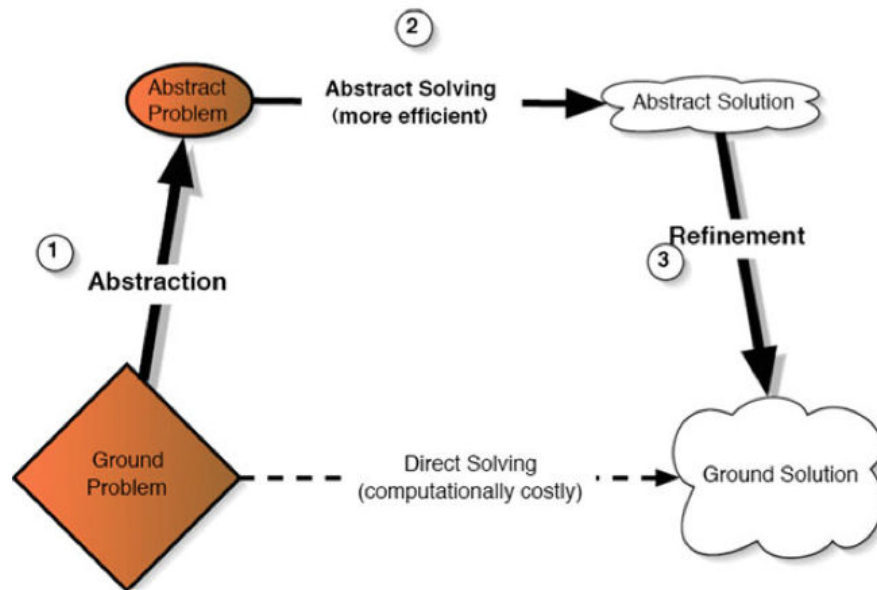 2
Abstract
Problem
Abstract Solving
(more efficient)
Abstract Solution
1
Abstraction
Refinement
3
Ground
Problem
Direct Solving
(computationally costly)
Ground Solution